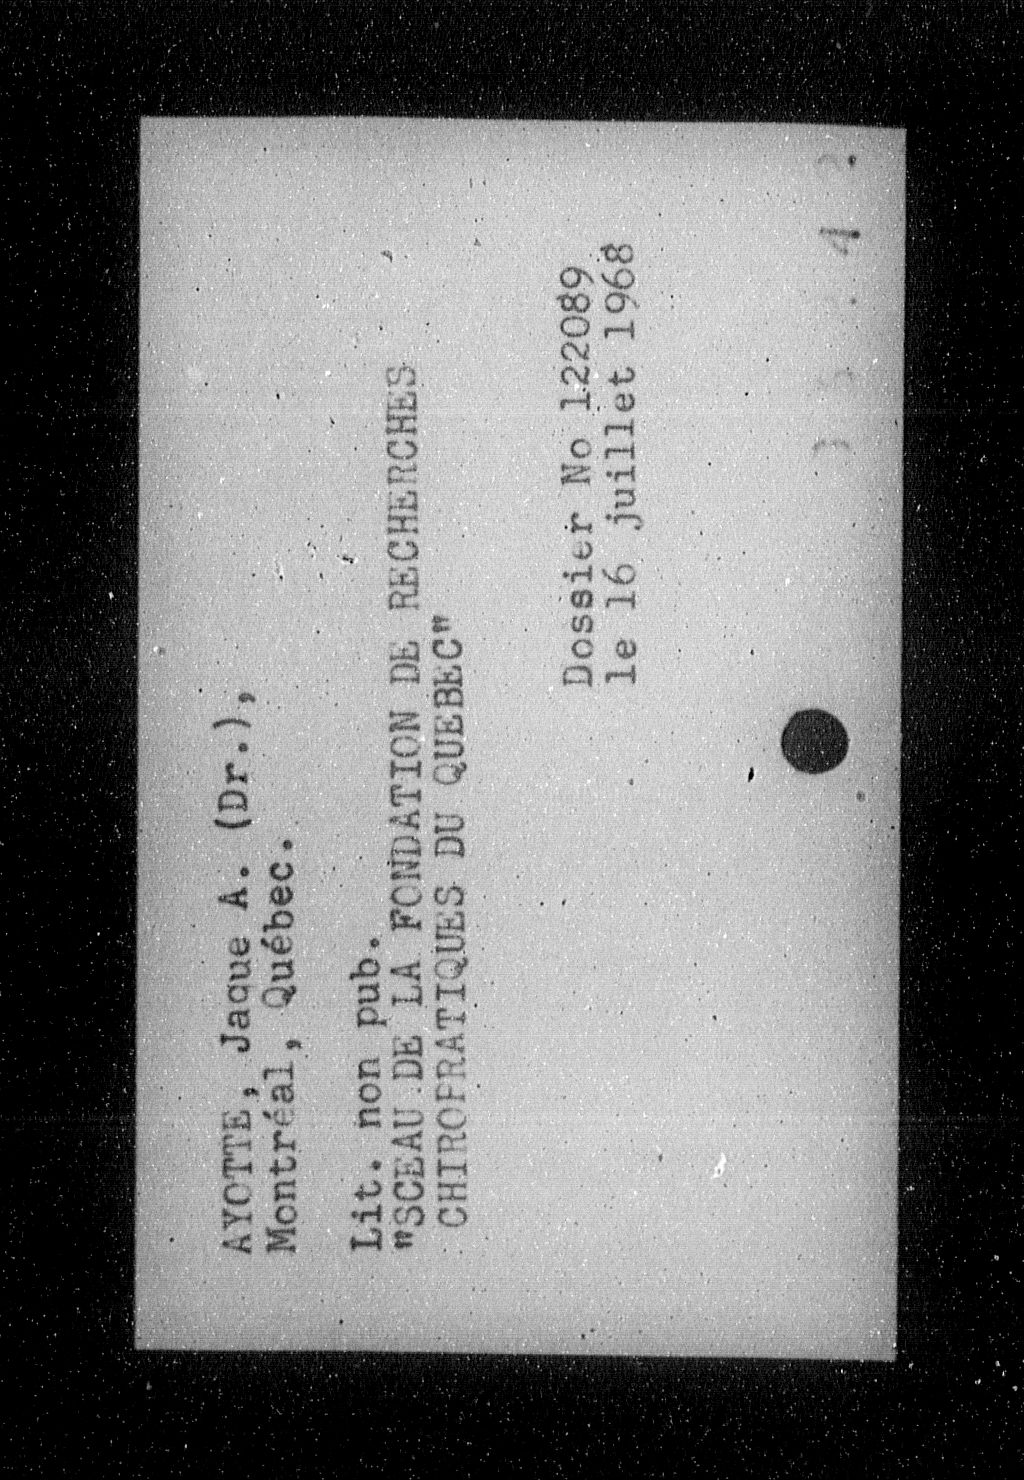 AYOTTE, Jaque A. (Dr.),
Montréal, Québec.
Lit. non pub.
"SCEAU DE LA FONDATION DE RECHERCHES
CHIROPRATIQUES DU QUEBEC"
Dossier No 122089
le 16 juillet 1968